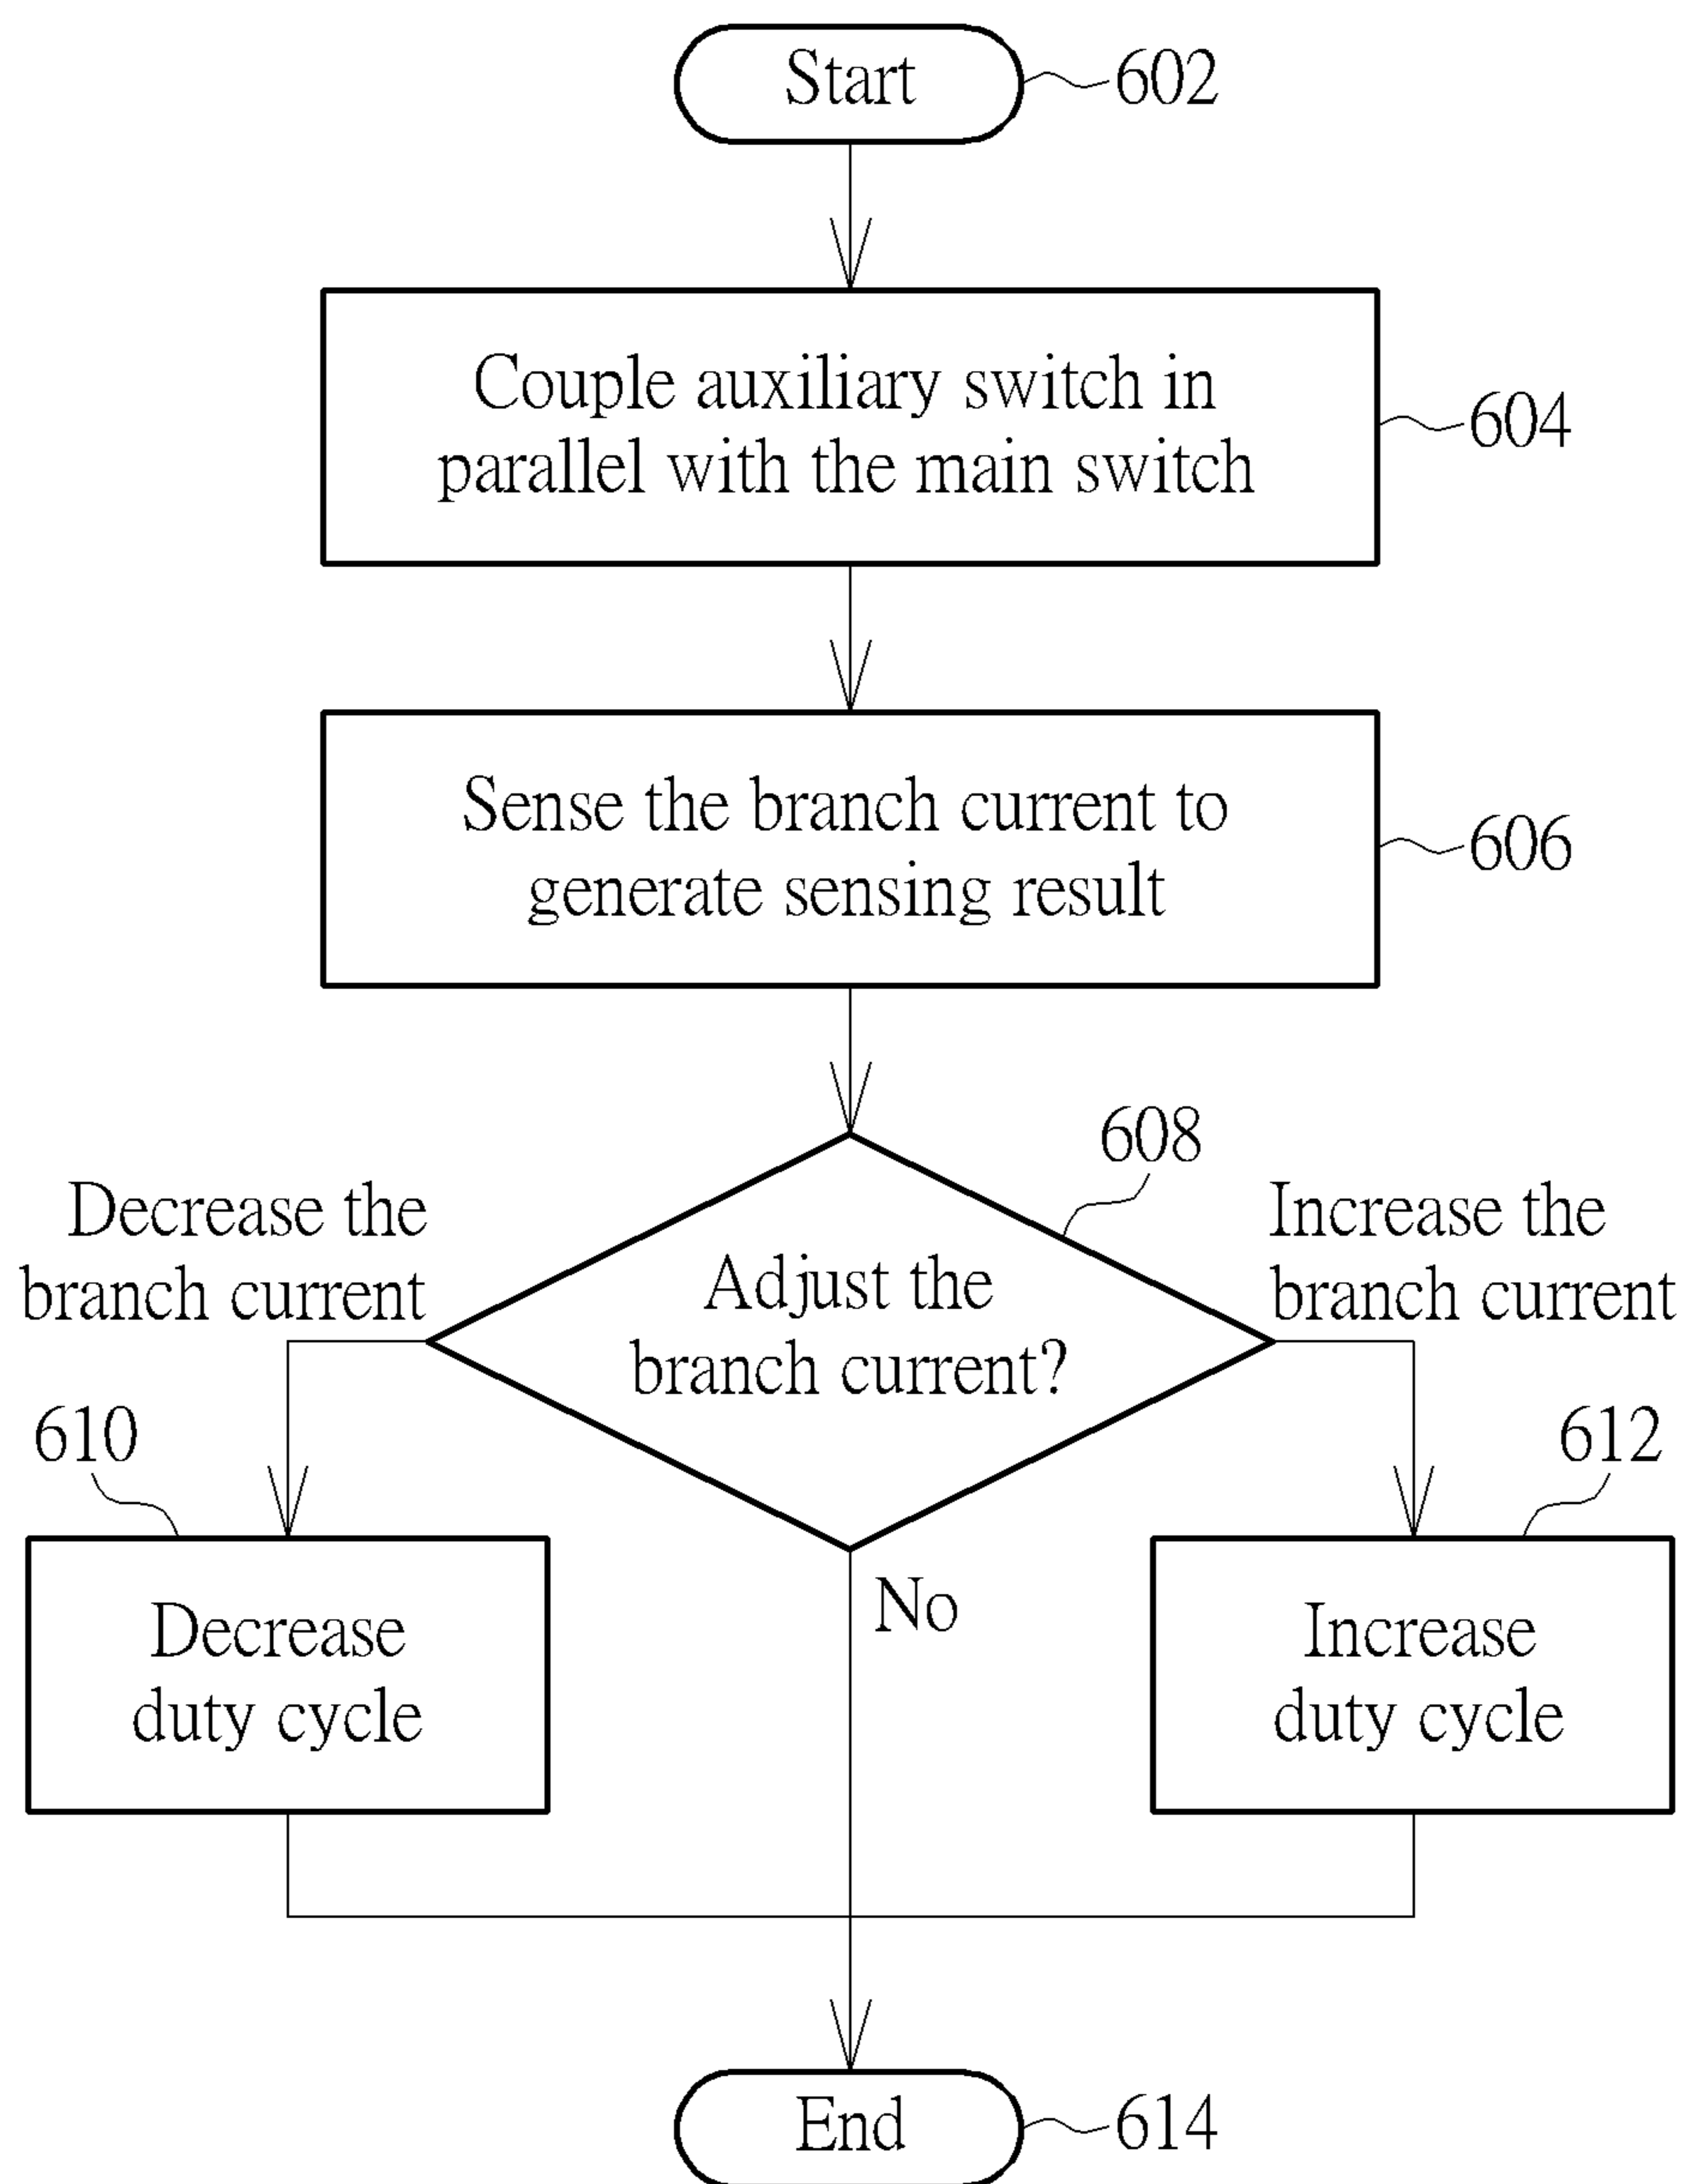 Start
602
Couple auxiliary switch in
parallel with the main switch
604
Sense the branch current to
generate sensing result
606
608
Decrease the
branch current
Adjust the
branch current?
Increase the
branch current
610
612
Decrease
duty cycle
No
Increase
duty cycle
End
614